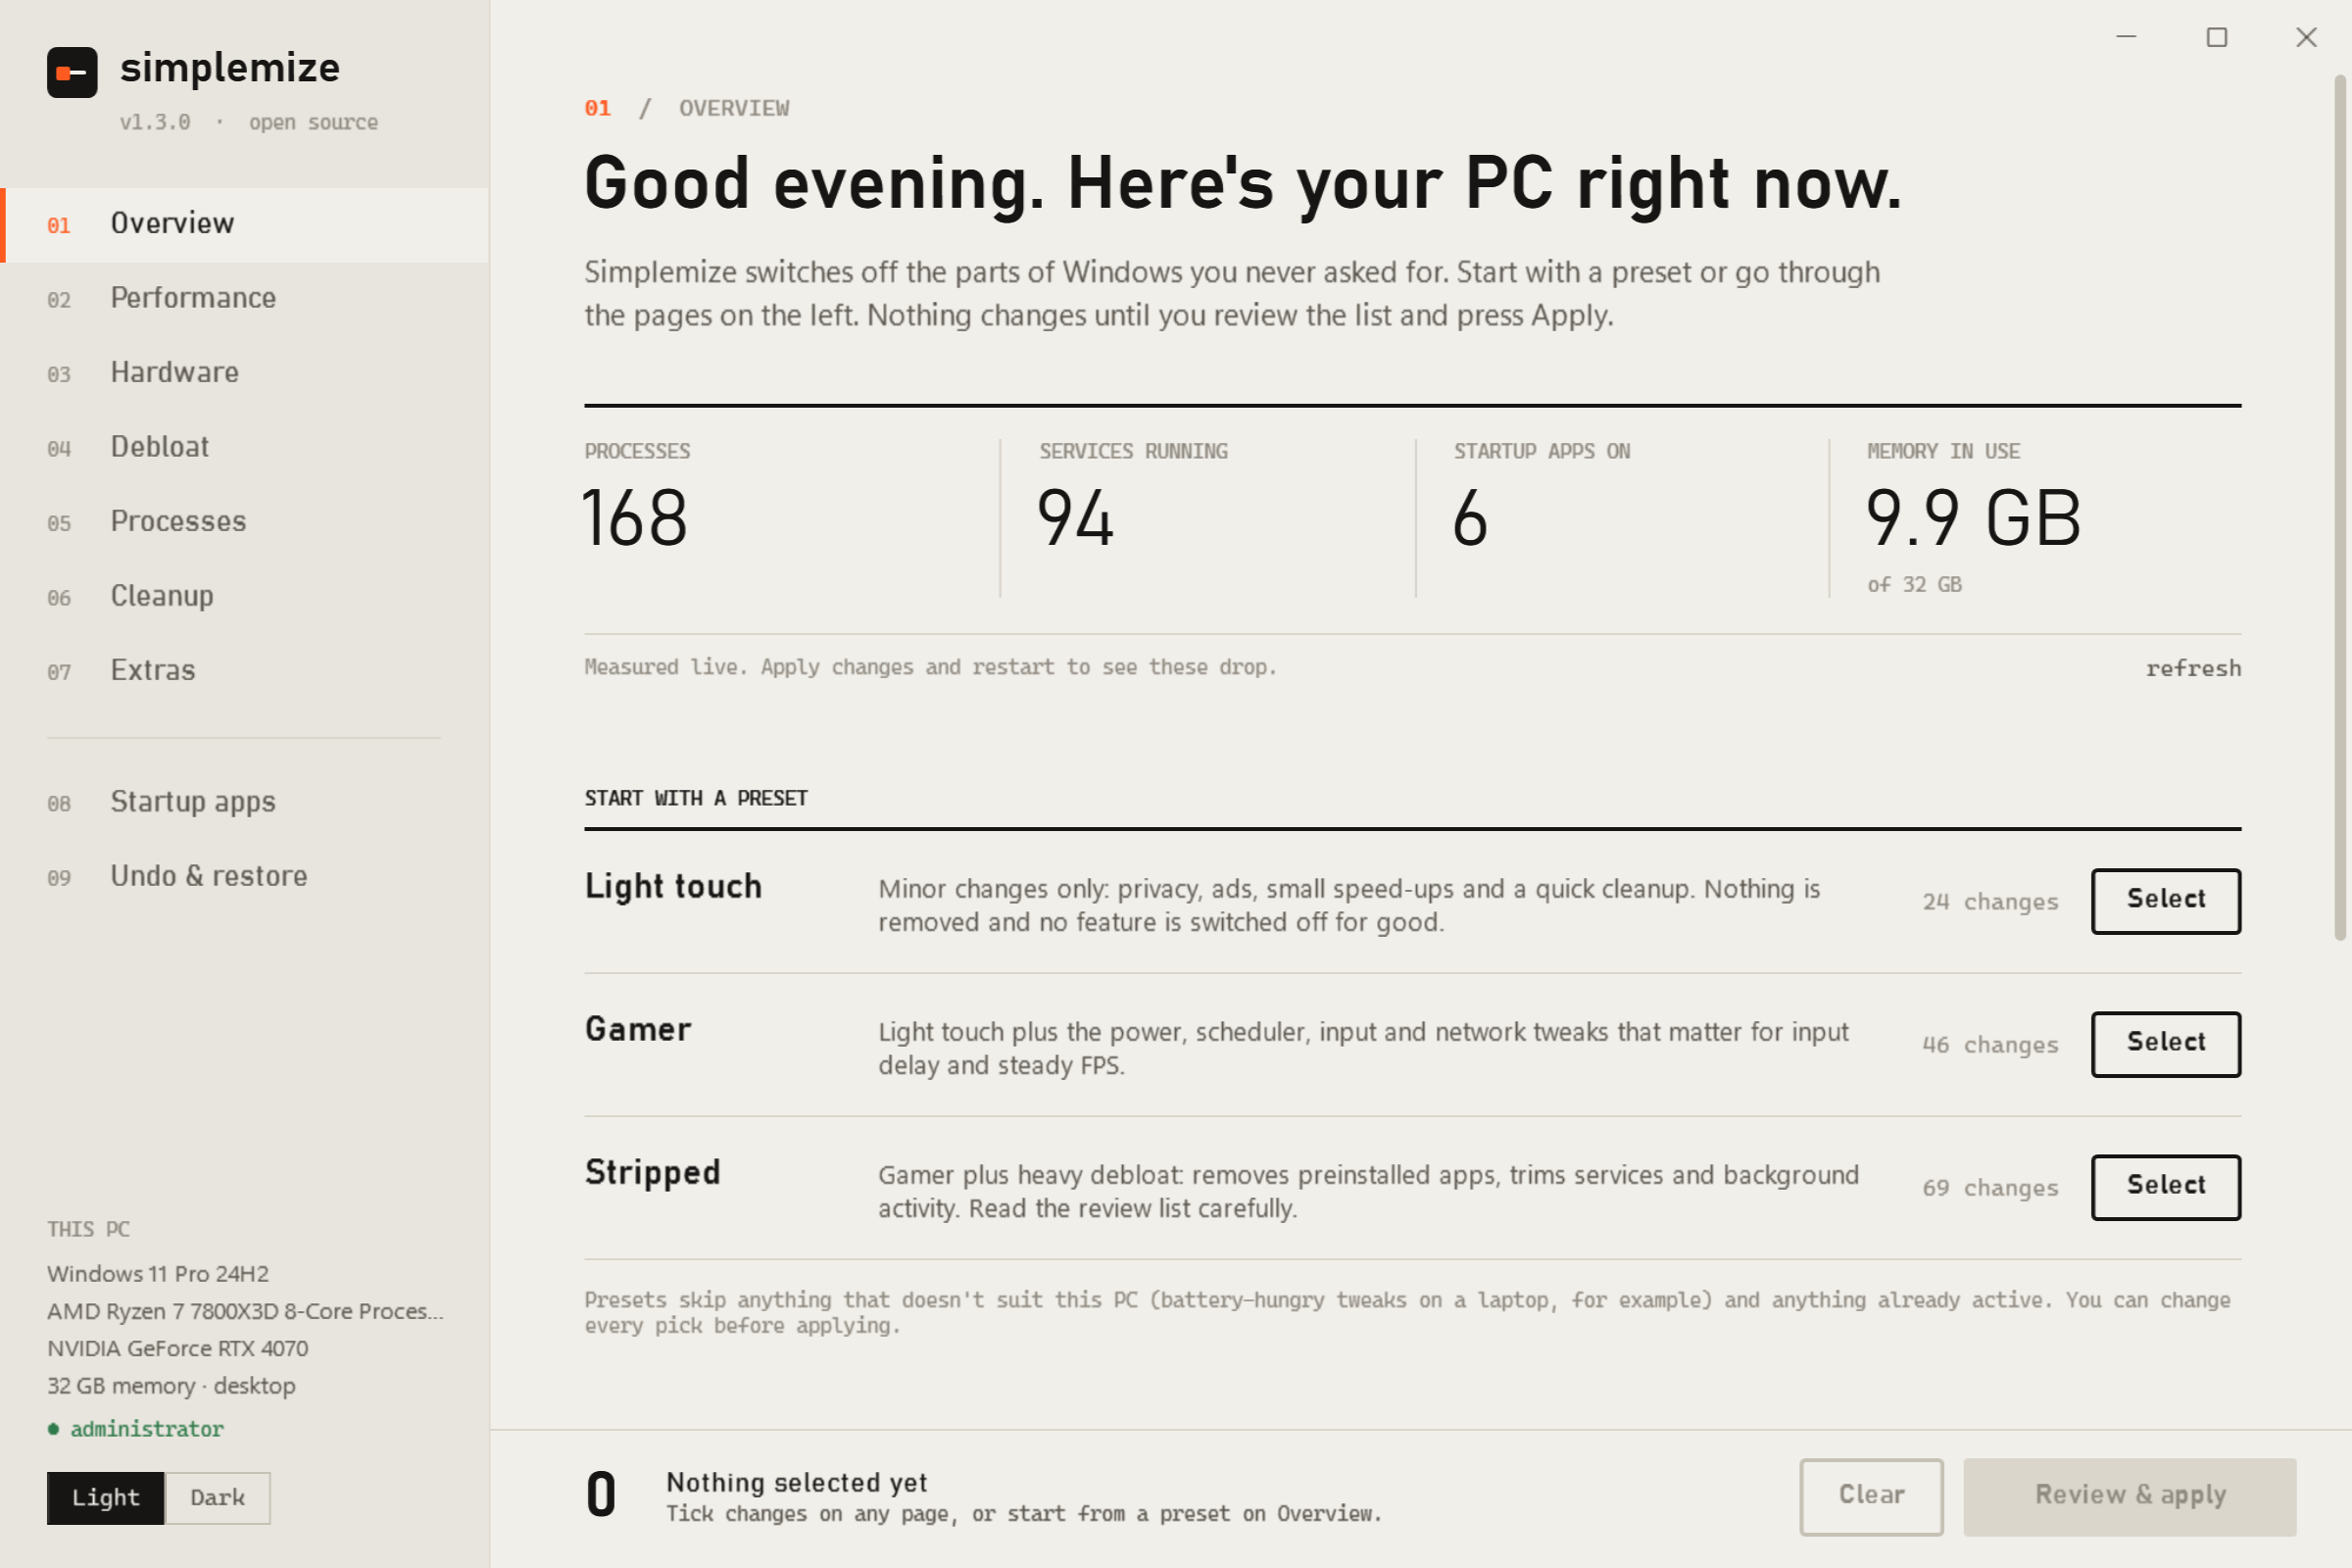 simplemize
v1.3.0 · open source
01 Overview
02 Performance
03 Hardware
04 Debloat
05 Processes
06 Cleanup
07 Extras
08 Startup apps
09 Undo & restore
THIS PC
Windows 11 Pro 24H2
AMD Ryzen 7 7800X3D 8-Core Proces...
NVIDIA GeForce RTX 4070
32 GB memory · desktop
administrator
Light Dark
01 / OVERVIEW
Good evening. Here's your PC right now.
Simplemize switches off the parts of Windows you never asked for. Start with a preset or go through
the pages on the left. Nothing changes until you review the list and press Apply.
PROCESSES
168
SERVICES RUNNING
94
STARTUP APPS ON
6
MEMORY IN USE
9.9 GB
of 32 GB
Measured live. Apply changes and restart to see these drop.
refresh
START WITH A PRESET
Light touch
Minor changes only: privacy, ads, small speed-ups and a quick cleanup. Nothing is
removed and no feature is switched off for good.
24 changes
Select
Gamer
Light touch plus the power, scheduler, input and network tweaks that matter for input
delay and steady FPS.
46 changes
Select
Stripped
Gamer plus heavy debloat: removes preinstalled apps, trims services and background
activity. Read the review list carefully.
69 changes
Select
Presets skip anything that doesn't suit this PC (battery-hungry tweaks on a laptop, for example) and anything already active. You can change
every pick before applying.
0
Nothing selected yet
Tick changes on any page, or start from a preset on Overview.
Clear
Review & apply